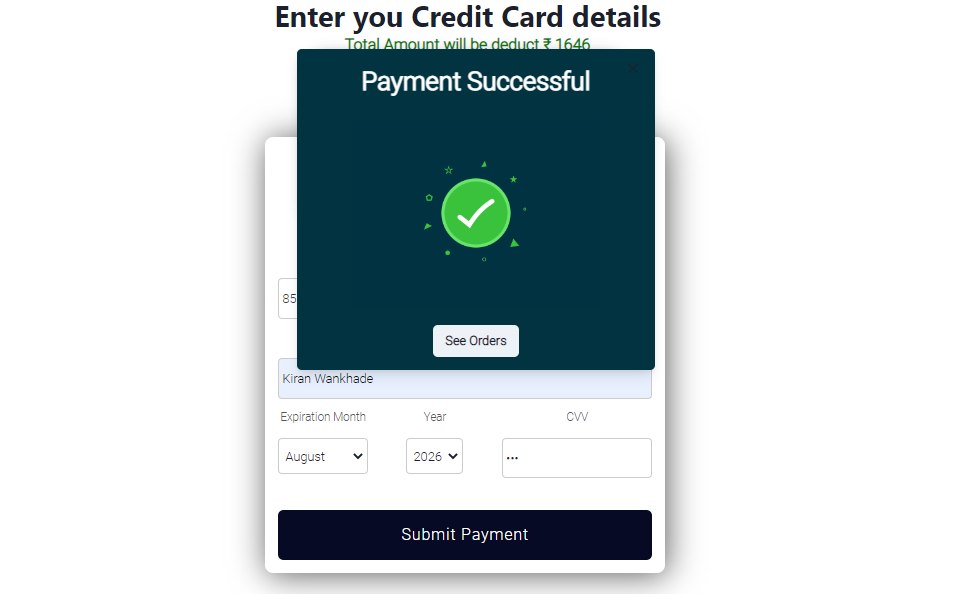 Enter you Credit Card details
Total Amount will be deduct ₹ 1646
Payment Successful
85
See Orders
Kiran Wankhade
Expiration Month Year CVV
August 2026 •••
Submit Payment